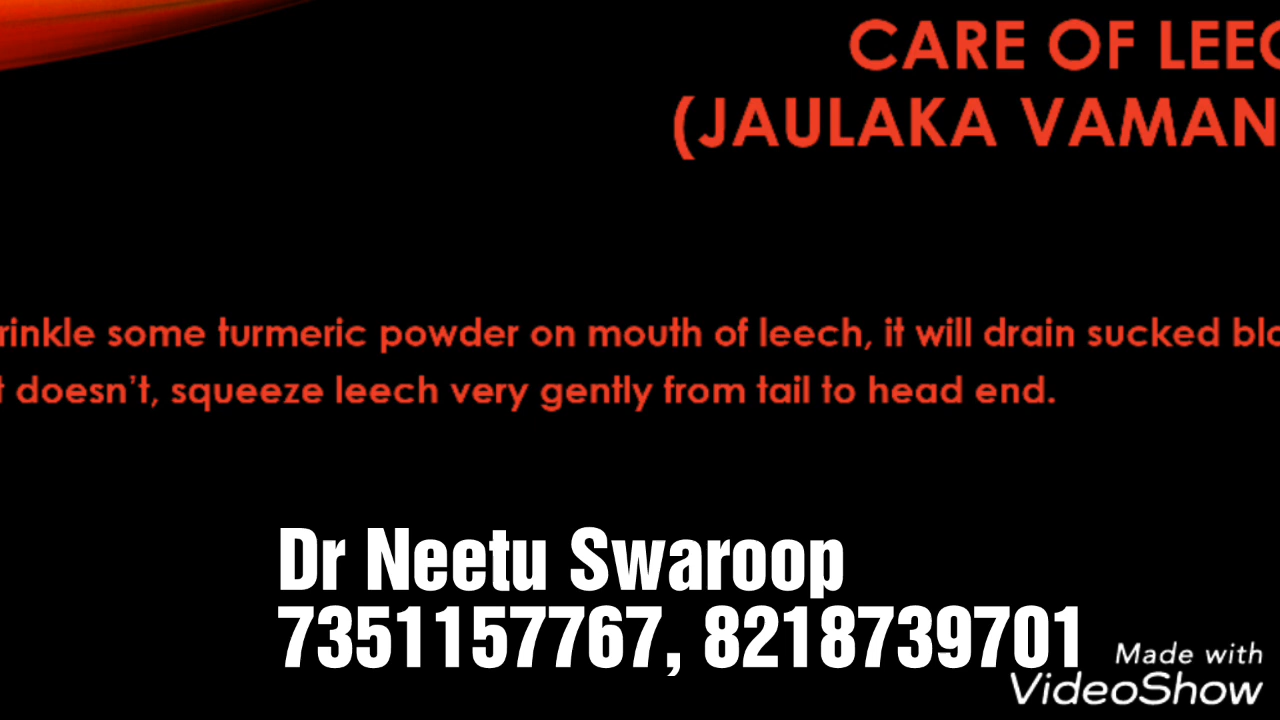 CARE OF LEEC
(JAULAKA VAMAN
rinkle some turmeric powder on mouth of leech, it will drain sucked blo
t doesn't, squeeze leech very gently from tail to head end.
Dr Neetu Swaroop
7351157767, 8218739701
Made with
VideoShow